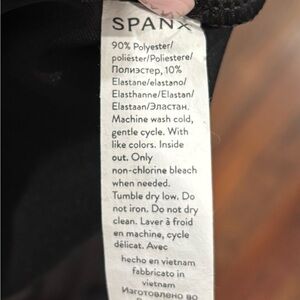 SPANX
90% Polyester/
poliéster/Poliestere/
Полиэстер, 10%
Elastane/elastano/
Elasthanne/Elastan/
Elastaan/Эластан.
Machine wash cold,
gentle cycle. With
like colors. Inside
out. Only
non-chlorine bleach
when needed.
Tumble dry low. Do
not iron. Do not dry
clean. Laver à froid
en machine, cycle
délicat. Avec
hecho en vietnam
fabbricato in
vietnam
Изготовлено во